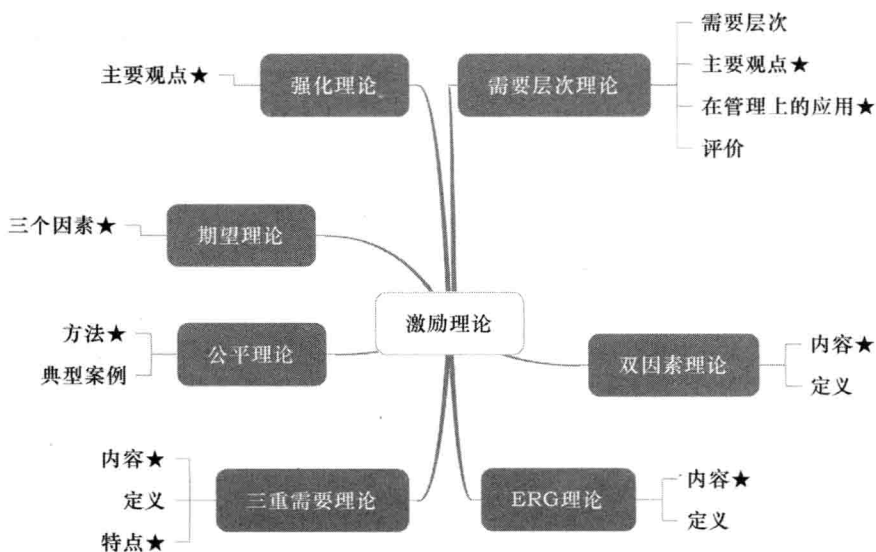 需要层次
主要观点★
强化理论
需要层次理论
主要观点★
在管理上的应用★
评价
三个因素★
期望理论
激励理论
方法★
公平理论
典型案例
双因素理论
内容★
定义
内容★
定义
三重需要理论
特点★
ERG理论
内容★
定义